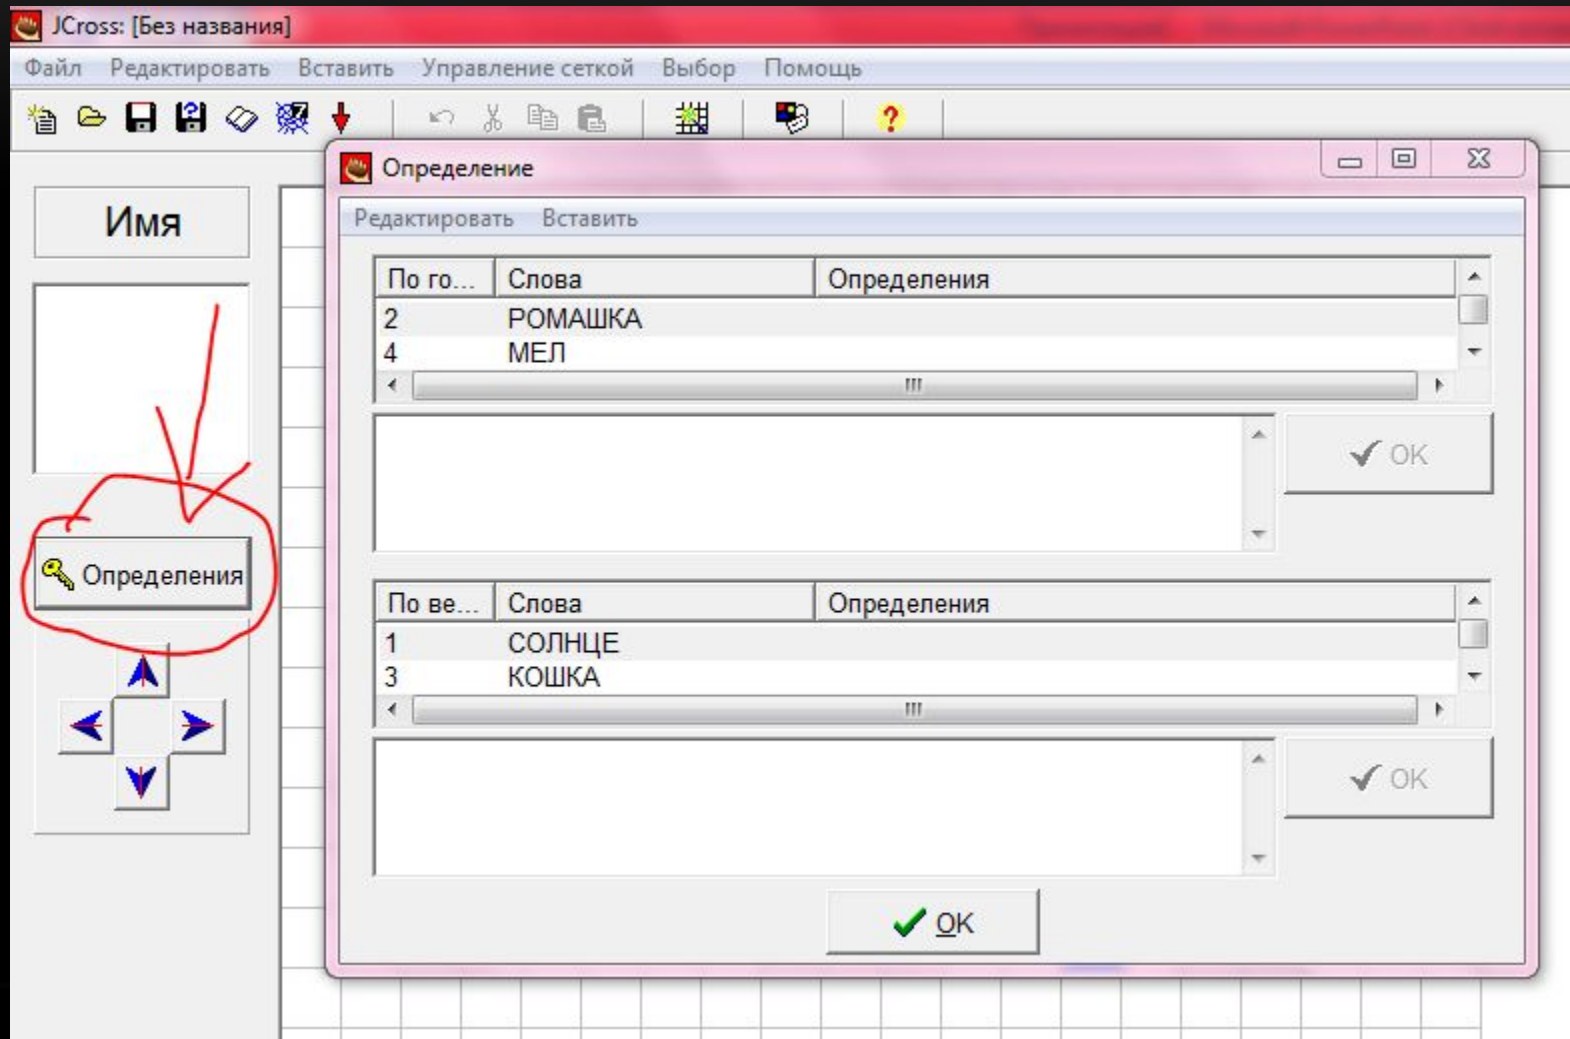 JCross: [Без названия]
Файл Редактировать Вставить Управление сеткой Выбор Помощь
Определение
Имя
Редактировать Вставить
По го... Слова Определения
2 РОМАШКА
4 МЕЛ
OK
Определения
По ве... Слова Определения
1 СОЛНЦЕ
3 КОШКА
OK
OK